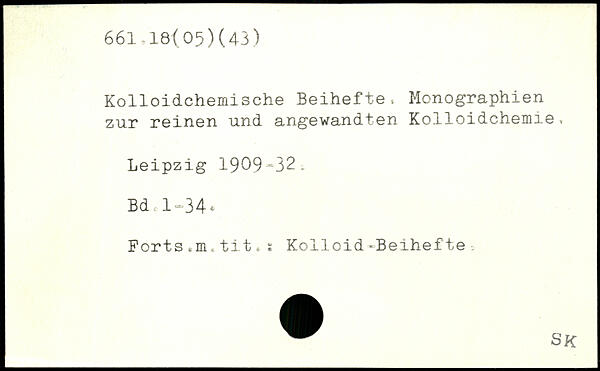 661.18(05)(43)
Kolloidchemische Beihefte. Monographien
zur reinen und angewandten Kolloidchemie.
Leipzig 1909-32.
Bd.1-34.
Forts.m.tit.: Kolloid-Beihefte.
SK